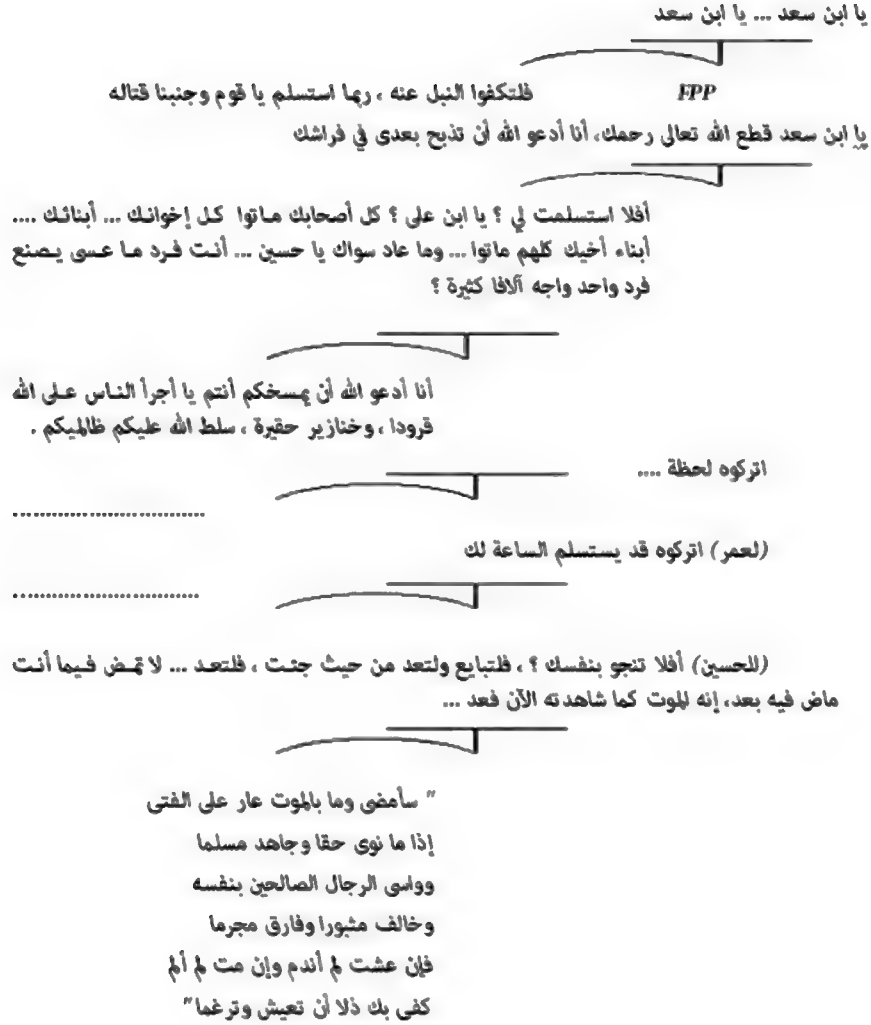 يا ابن سعد ... يا ابن سعد
FPP فلتكفوا النبل عنه ، ربما استسلم يا قوم وجنبنا قتاله
يا ابن سعد قطع الله تعالى رحمك، أنا أدعو الله أن تذبح بعدى في فراشك
أفلا استسلمت لي ؟ يا ابن على ؟ كل أصحابك ماتوا كل إخوانك ... أبنائك ....
أبناء أخيك كلهم ماتوا ... وما عاد سواك يا حسين ... أنت فرد ما عسى يصنع
فرد واحد واجه آلافا كثيرة ؟
أنا أدعو الله أن يمسخكم أنتم يا أجرأ الناس على الله
قرودا ، وخنازير حقيرة ، سلط الله عليكم ظالميكم .
اتركوه لحظة ....
................................
(لعمر) اتركوه قد يستسلم الساعة لك
...............................
(للحسين) أفلا تنجو بنفسك ؟ ، فلتبايع ولتعد من حيث جئت ، فلتعد ... لا تمض فيما أنت
ماض فيه بعد، إنه الموت كما شاهدته الآن فعد ...
" سأمضى وما بالموت عار على الفتى
إذا ما نوى حقا وجاهد مسلما
وواسى الرجال الصالحين بنفسه
وخالف مثبورا وفارق مجرما
فإن عشت لم أندم وإن مت لم ألم
كفى بك ذلا أن تعيش وترغما"